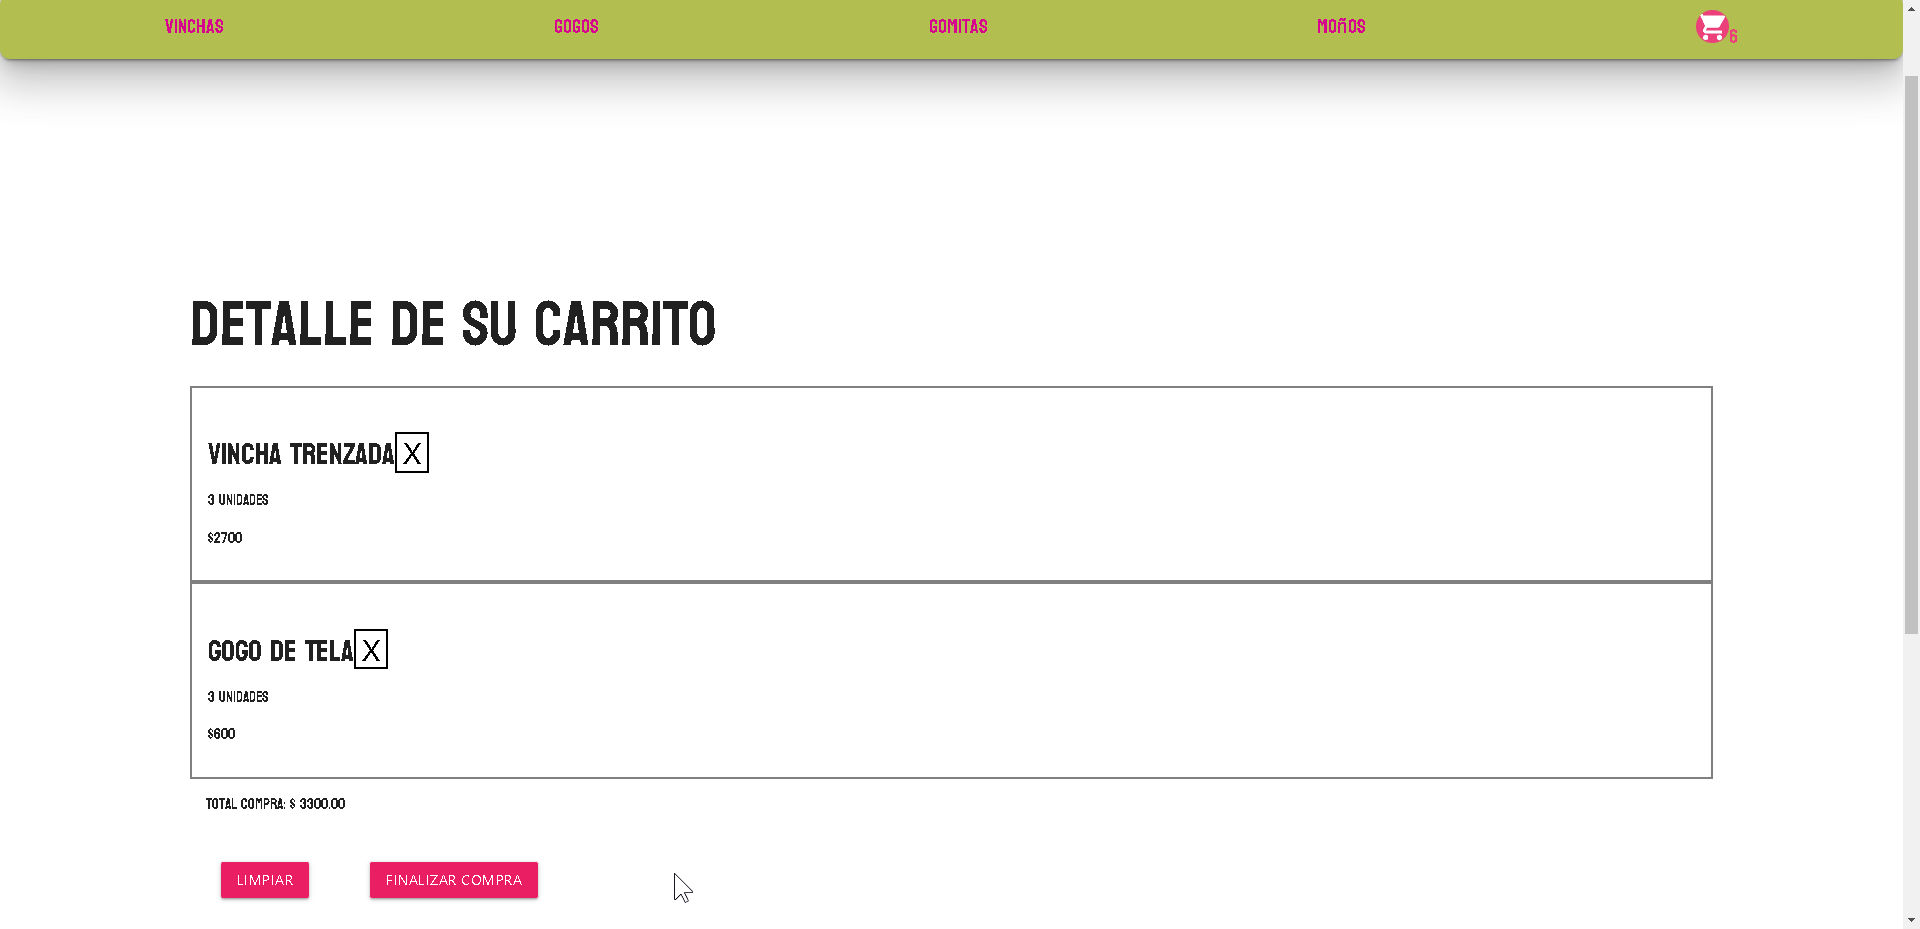 VINCHAS GOGOS GOMITAS MOñOS 6
DETALLE DE SU CARRITO
VINCHA TRENZADA X
3 UNIDADES
$2700
GOGO DE TELA X
3 UNIDADES
$600
TOTAL COMPRA: $ 3300.00
LIMPIAR FINALIZAR COMPRA